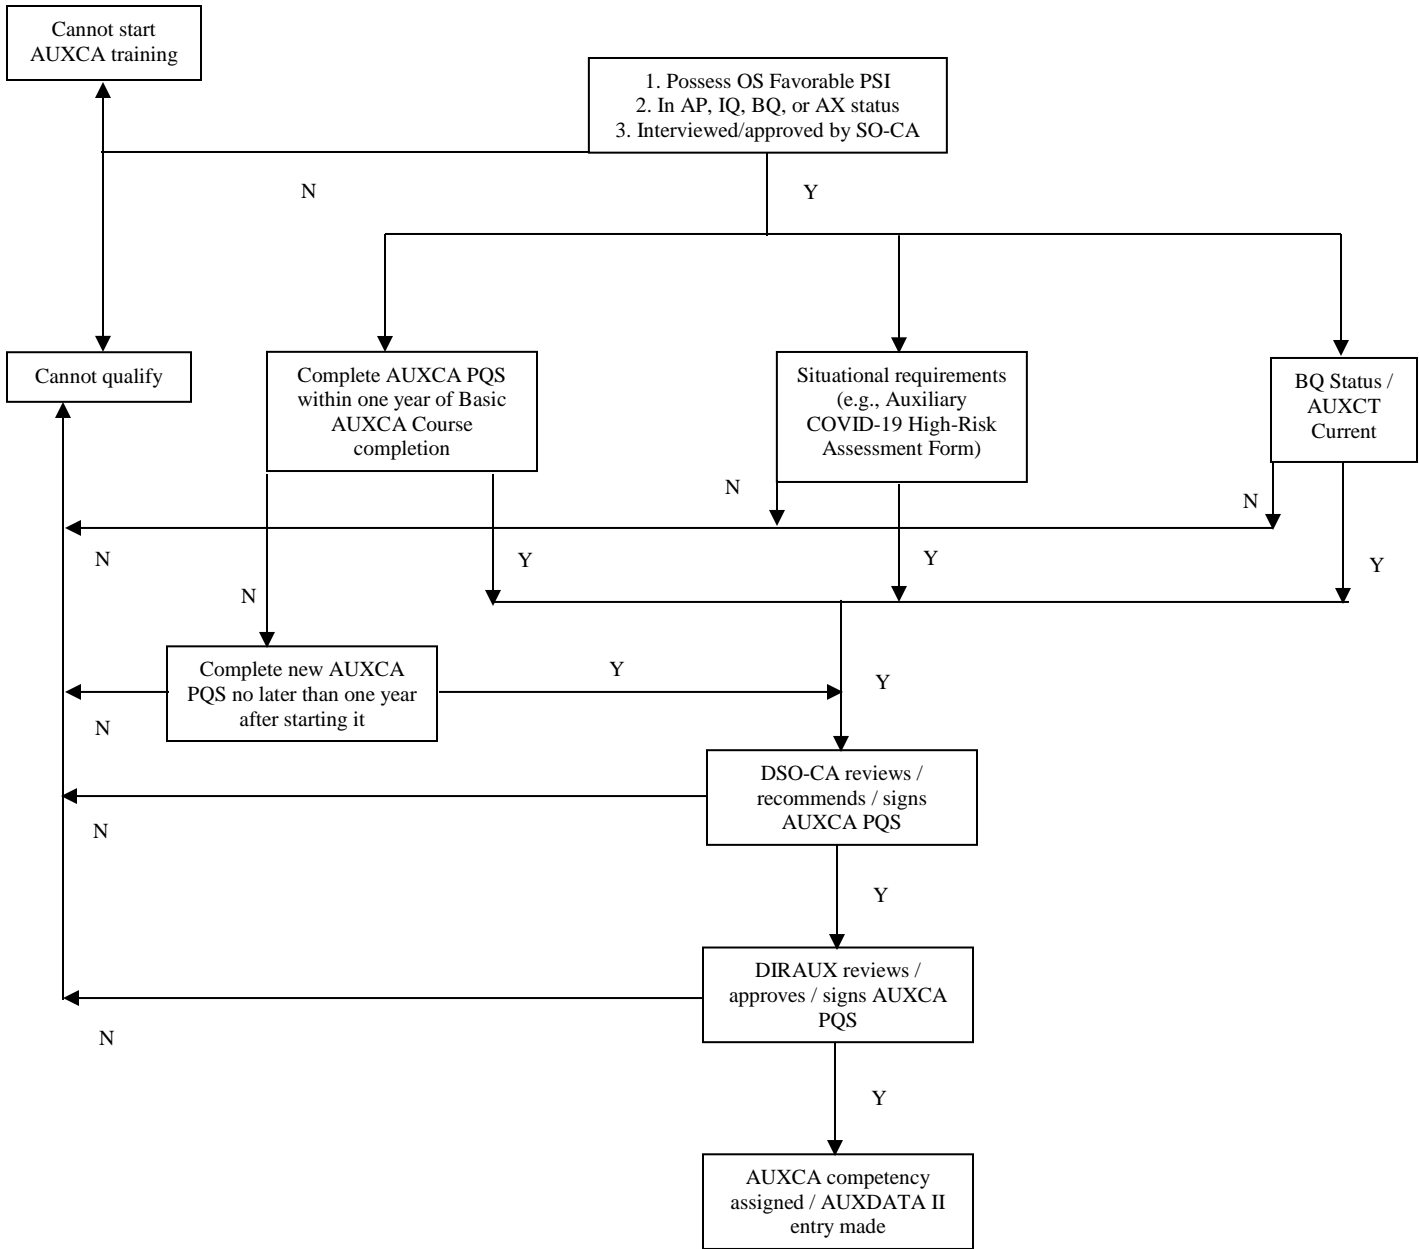 Cannot start
AUXCA training
1. Possess OS Favorable PSI
2. In AP, IQ, BQ, or AX status
3. Interviewed/approved by SO-CA
N
Y
Cannot qualify
Complete AUXCA PQS
within one year of Basic
AUXCA Course
completion
Situational requirements
(e.g., Auxiliary
COVID-19 High-Risk
Assessment Form)
BQ Status /
AUXCT
Current
N
N
N
Y
Y
Y
N
Complete new AUXCA
PQS no later than one year
after starting it
Y
Y
N
DSO-CA reviews /
recommends / signs
AUXCA PQS
N
Y
DIRAUX reviews /
approves / signs AUXCA
PQS
N
Y
AUXCA competency
assigned / AUXDATA II
entry made